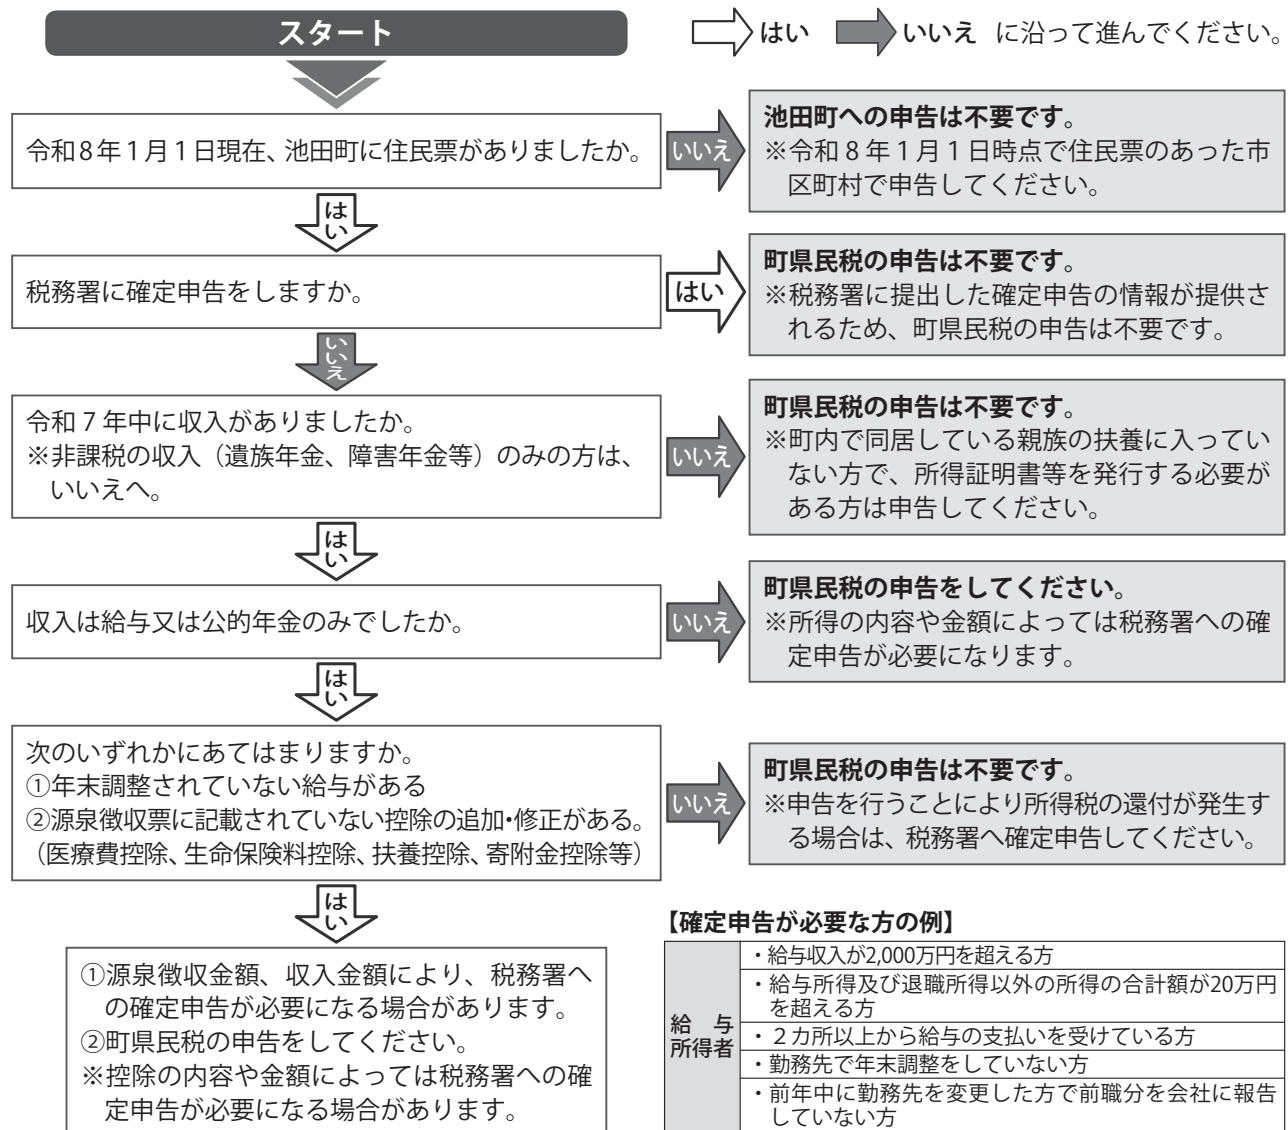 スタート
はい いいえ に沿って進んでください。
令和8年1月1日現在、池田町に住民票がありましたか。
いいえ
池田町への申告は不要です。
※令和8年1月1日時点で住民票のあった市
区町村で申告してください。
はい
税務署に確定申告をしますか。
はい
町県民税の申告は不要です。
※税務署に提出した確定申告の情報が提供さ
れるため、町県民税の申告は不要です。
いいえ
令和7年中に収入がありましたか。
※非課税の収入（遺族年金、障害年金等）のみの方は、
いいえへ。
いいえ
町県民税の申告は不要です。
※町内で同居している親族の扶養に入ってい
ない方で、所得証明書等を発行する必要が
ある方は申告してください。
はい
収入は給与又は公的年金のみでしたか。
いいえ
町県民税の申告をしてください。
※所得の内容や金額によっては税務署への確
定申告が必要になります。
はい
次のいずれかにあてはまりますか。
①年末調整されていない給与がある
②源泉徴収票に記載されていない控除の追加・修正がある。
（医療費控除、生命保険料控除、扶養控除、寄附金控除等）
いいえ
町県民税の申告は不要です。
※申告を行うことにより所得税の還付が発生す
る場合は、税務署へ確定申告してください。
はい
①源泉徴収金額、収入金額により、税務署へ
の確定申告が必要になる場合があります。
②町県民税の申告をしてください。
※控除の内容や金額によっては税務署への確
定申告が必要になる場合があります。
【確定申告が必要な方の例】
給与
所得者
・給与収入が2,000万円を超える方
・給与所得及び退職所得以外の所得の合計額が20万円
を超える方
・2カ所以上から給与の支払いを受けている方
・勤務先で年末調整をしていない方
・前年中に勤務先を変更した方で前職分を会社に報告
していない方